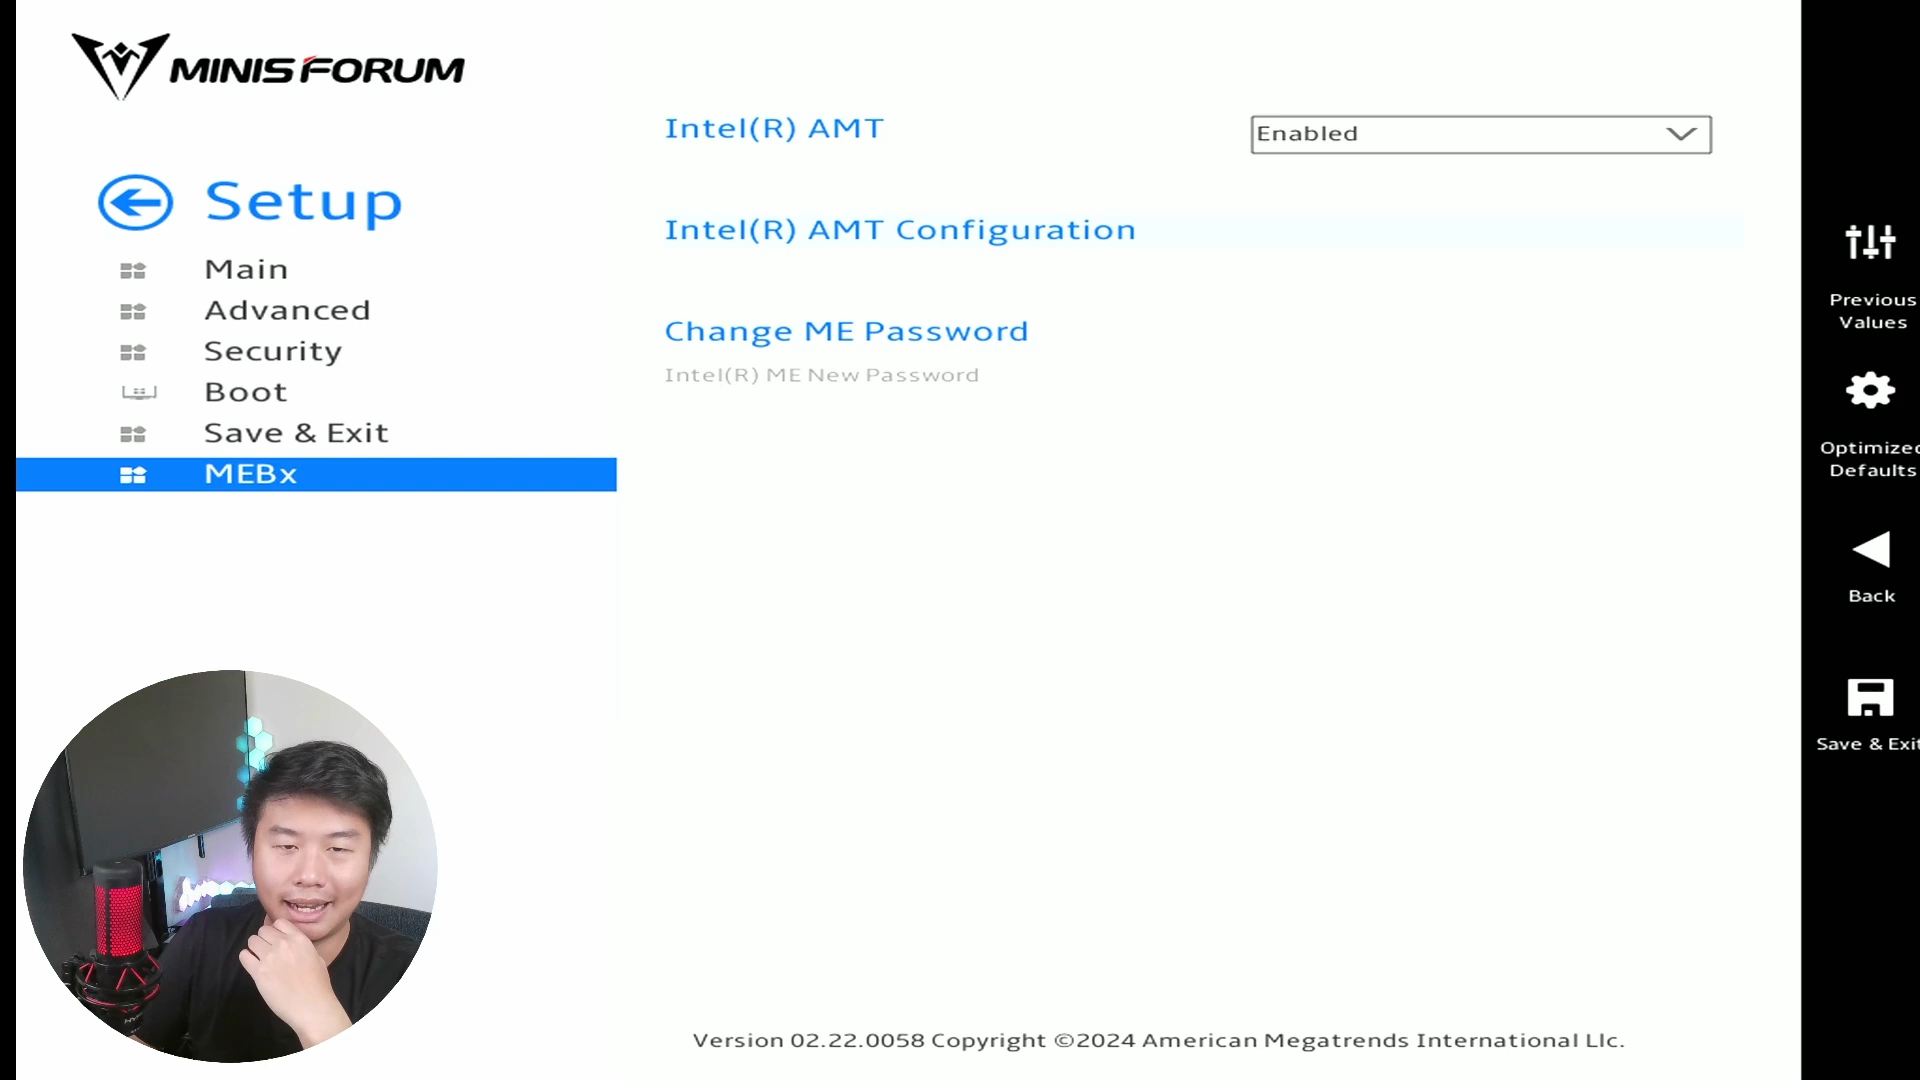 MINISFORUM
Setup
Main
Advanced
Security
Boot
Save & Exit
MEBx
Intel(R) AMT
Enabled
Intel(R) AMT Configuration
Change ME Password
Intel(R) ME New Password
Previous
Values
Optimized
Defaults
Back
Save & Exit
Version 02.22.0058 Copyright ©2024 American Megatrends International Llc.